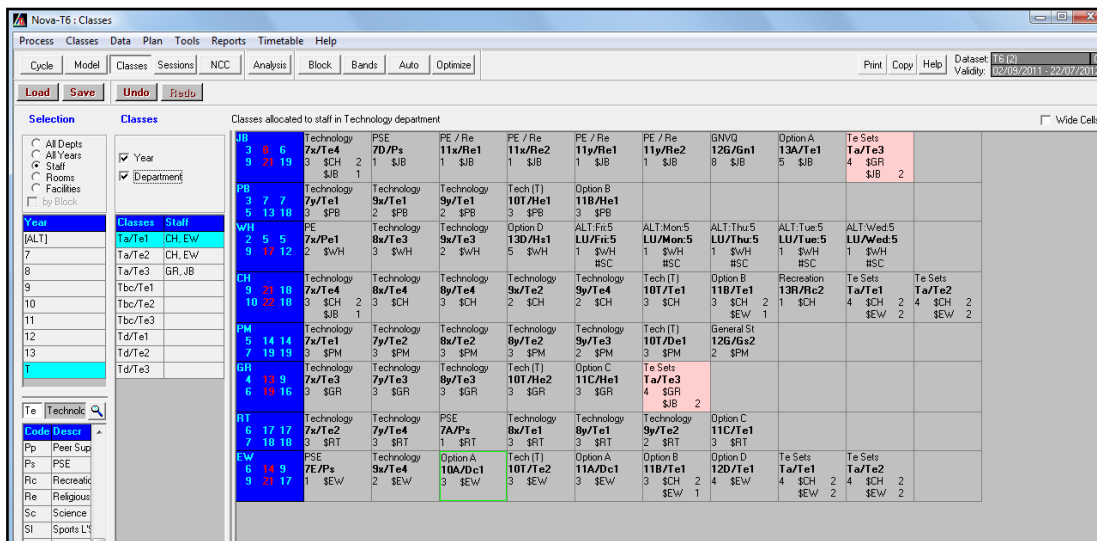 Nova-T6 : Classes
Process Classes Data Plan Tools Reports Timetable Help
Cycle Model Classes Sessions NCC Analysis Block Bands Auto Optimize Print Copy Help Dataset: T6 (2)
Validity: 02/09/2011 - 22/07/2012
Load Save Undo Redo
Selection Classes Classes allocated to staff in Technology department Wide Cells
All Depts
All Years
Staff
Rooms
Facilities
by Block
Year
Department
Year
[ALT]
7
8
9
10
11
12
13
T
Te Technolc
Code Descr
Pp Peer Sup
Ps PSE
Rc Recreatic
Re Religious
Sc Science
Sl Sports L'S
Classes Staff
Ta/Te1 CH, EW
Ta/Te2 CH, EW
Ta/Te3 GR, JB
Tbc/Te1
Tbc/Te2
Tbc/Te3
Td/Te1
Td/Te2
Td/Te3
JB Technology PSE PE / Re PE / Re PE / Re PE / Re GNVQ Option A Te Sets
3 8 6 7x/Te4 7D/Ps 11x/Re1 11x/Re2 11y/Re1 11y/Re2 12G/Gn1 13A/Te1 Ta/Te3
9 21 19 3 $CH 2 1 $JB 1 $JB 1 $JB 1 $JB 1 $JB 8 $JB 5 $JB 4 $GR
$JB 1 $JB 2
PB Technology Technology Technology Tech (T) Option B
3 7 7 7y/Te1 9x/Te1 9y/Te1 10T/He1 11B/He1
5 13 18 3 $PB 2 $PB 2 $PB 3 $PB 3 $PB
WH PE Technology Technology Option D ALT:Fri:5 ALT:Mon:5 ALT:Thu:5 ALT:Tue:5 ALT:Wed:5
2 5 5 7x/Pe1 8x/Te3 9x/Te3 13D/Hs1 LU/Fri:5 LU/Mon:5 LU/Thu:5 LU/Tue:5 LU/Wed:5
9 17 12 2 $WH 3 $WH 2 $WH 5 $WH 1 $WH 1 $WH 1 $WH 1 $WH 1 $WH
#SC #SC #SC #SC #SC
CH Technology Technology Technology Technology Technology Tech (T) Option B Recreation Te Sets Te Sets
9 21 18 7x/Te4 8x/Te4 8y/Te4 9x/Te2 9y/Te4 10T/Te1 11B/Te1 13R/Rc2 Ta/Te1 Ta/Te2
10 22 18 3 $CH 2 3 $CH 3 $CH 2 $CH 2 $CH 3 $CH 3 $CH 2 1 $CH 4 $CH 2 4 $CH 2
$JB 1 $EW 1 $EW 2 $EW 2
PM Technology Technology Technology Technology Technology Tech (T) General St
5 14 14 7x/Te1 7y/Te2 8x/Te2 8y/Te2 9y/Te3 10T/De1 12G/Gs2
7 19 19 3 $PM 3 $PM 3 $PM 3 $PM 2 $PM 3 $PM 2 $PM
GR Technology Technology Technology Tech (T) Option C Te Sets
4 13 9 7x/Te3 7y/Te3 8y/Te3 10T/He2 11C/He1 Ta/Te3
6 19 16 3 $GR 3 $GR 3 $GR 3 $GR 3 $GR 4 $GR
$JB 2
RT Technology Technology PSE Technology Technology Technology Option C
6 17 17 7x/Te2 7y/Te4 7A/Ps 8x/Te1 8y/Te1 9y/Te2 11C/Te1
7 18 18 3 $RT 3 $RT 1 $RT 3 $RT 3 $RT 2 $RT 3 $RT
EW PSE Technology Option A Tech (T) Option A Option B Option D Te Sets Te Sets
6 14 9 7E/Ps 9x/Te4 10A/Dc1 10T/Te2 11A/Dc1 11B/Te1 12D/Te1 Ta/Te1 Ta/Te2
9 21 17 1 $EW 2 $EW 3 $EW 3 $EW 3 $EW 3 $CH 2 4 $EW 4 $CH 2 4 $CH 2
$EW 1 $EW 2 $EW 2